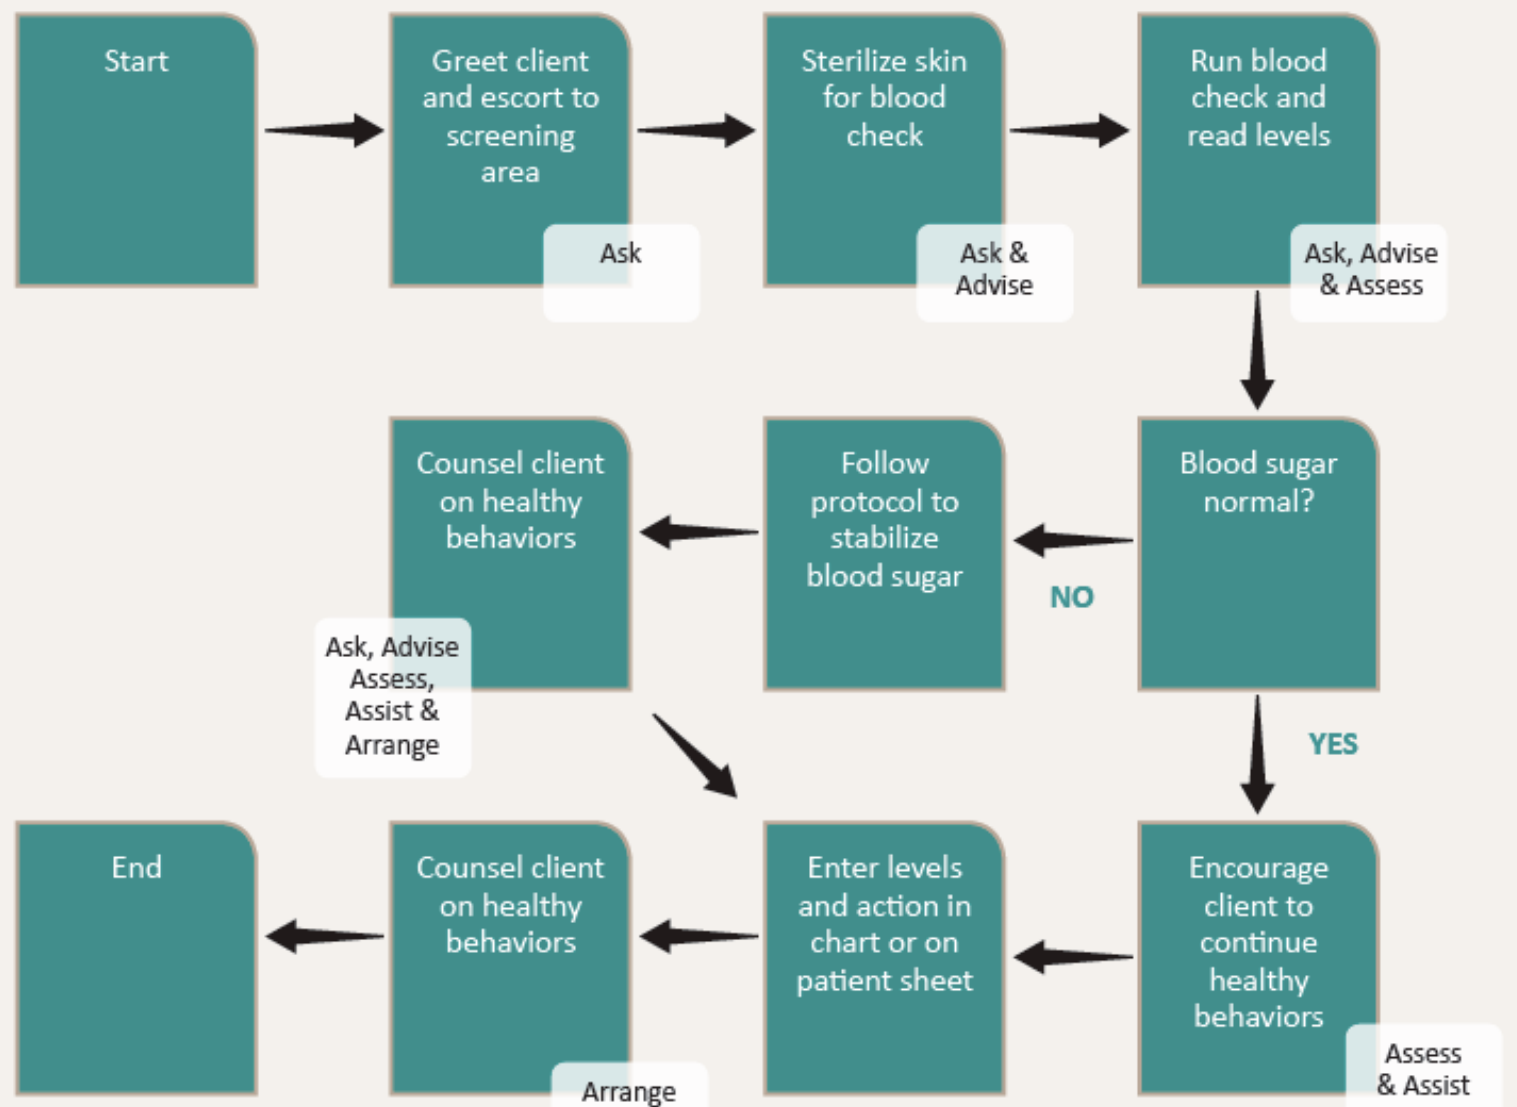 Start
Greet client
and escort to
screening
area
Ask
Sterilize skin
for blood
check
Ask &
Advise
Run blood
check and
read levels
Ask, Advise
& Assess
Blood sugar
normal?
NO
Follow
protocol to
stabilize
blood sugar
Counsel client
on healthy
behaviors
Ask, Advise
Assess,
Assist &
Arrange
YES
Encourage
client to
continue
healthy
behaviors
Assess
& Assist
Enter levels
and action in
chart or on
patient sheet
Counsel client
on healthy
behaviors
Arrange
End